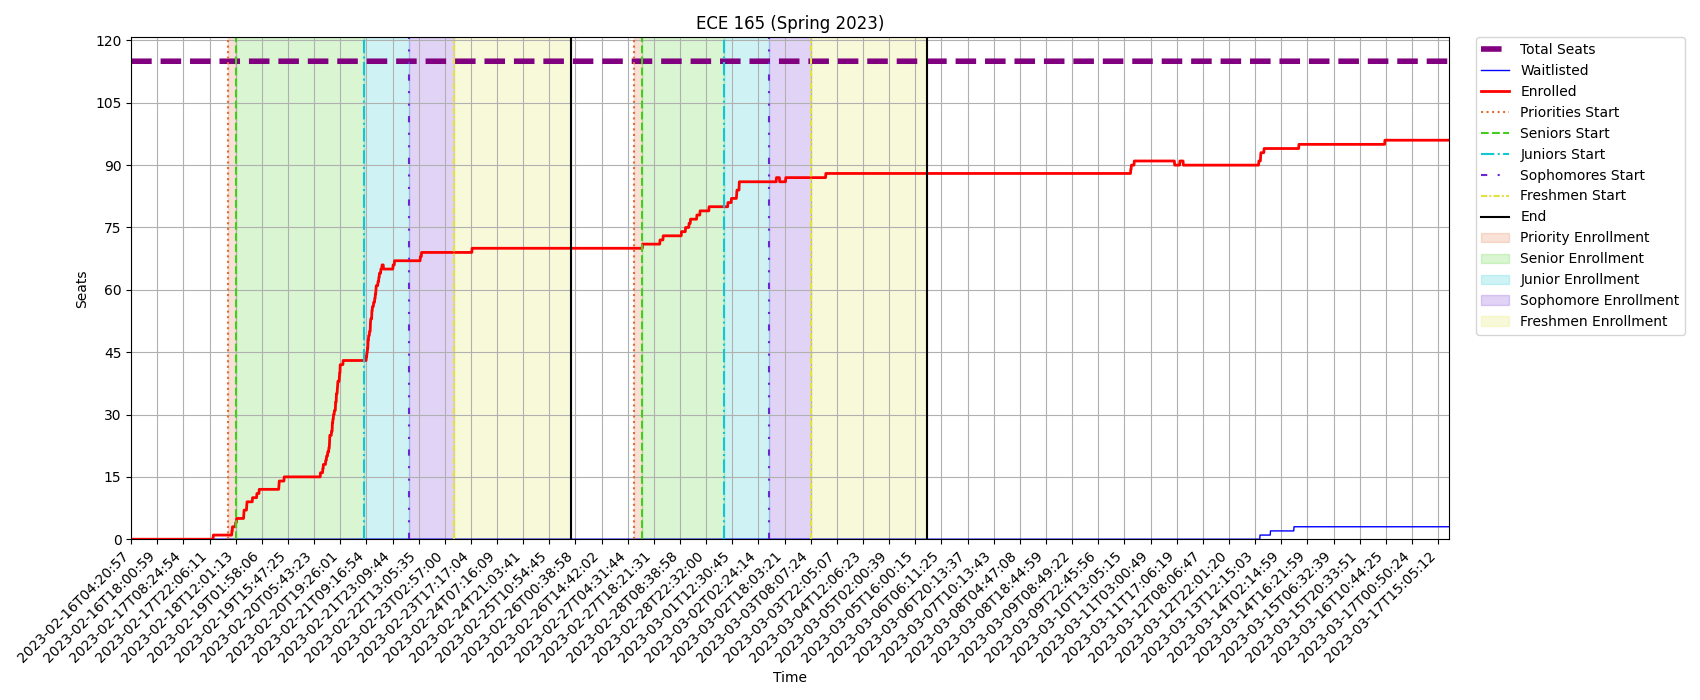 ECE 165 (Spring 2023)
120
105
90
75
60
45
30
15
0
Seats
2023-02-16T04:20:57
2023-02-16T18:00:59
2023-02-17T08:24:54
2023-02-17T22:06:11
2023-02-18T12:01:13
2023-02-19T01:58:06
2023-02-19T15:47:25
2023-02-20T05:43:23
2023-02-20T19:26:01
2023-02-21T09:16:54
2023-02-21T23:09:44
2023-02-22T13:05:35
2023-02-23T02:57:00
2023-02-23T17:17:04
2023-02-24T07:16:09
2023-02-24T21:03:41
2023-02-25T10:54:45
2023-02-26T00:38:58
2023-02-26T14:42:02
2023-02-27T04:31:44
2023-02-27T18:21:31
2023-02-28T08:38:58
2023-02-28T22:32:00
2023-03-01T12:30:45
2023-03-02T02:24:14
2023-03-02T18:03:21
2023-03-03T08:07:24
2023-03-03T22:05:07
2023-03-04T12:06:23
2023-03-05T02:00:39
2023-03-05T16:00:15
2023-03-06T06:11:25
2023-03-06T20:13:37
2023-03-07T10:13:43
2023-03-08T04:47:08
2023-03-08T18:44:59
2023-03-09T08:49:22
2023-03-09T22:45:56
2023-03-10T13:05:15
2023-03-11T03:00:49
2023-03-11T17:06:19
2023-03-12T08:06:47
2023-03-12T22:01:20
2023-03-13T12:15:03
2023-03-14T02:14:59
2023-03-14T16:21:59
2023-03-15T06:32:39
2023-03-15T20:33:51
2023-03-16T10:44:25
2023-03-17T00:50:24
2023-03-17T15:05:12
Time
Total Seats
Waitlisted
Enrolled
Priorities Start
Seniors Start
Juniors Start
Sophomores Start
Freshmen Start
End
Priority Enrollment
Senior Enrollment
Junior Enrollment
Sophomore Enrollment
Freshmen Enrollment